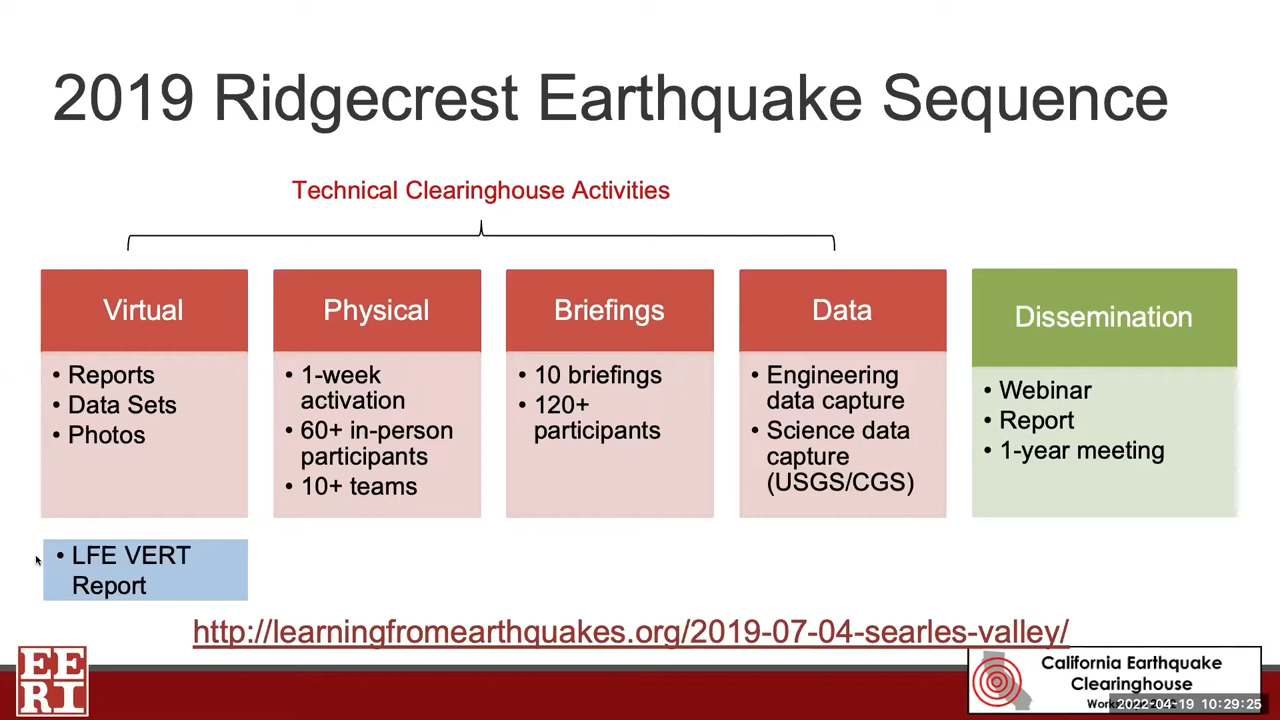 2019 Ridgecrest Earthquake Sequence
Technical Clearinghouse Activities
Virtual
• Reports
• Data Sets
• Photos
Physical
• 1-week
activation
• 60+ in-person
participants
• 10+ teams
Briefings
• 10 briefings
• 120+
participants
Data
• Engineering
data capture
• Science data
capture
(USGS/CGS)
Dissemination
• Webinar
• Report
• 1-year meeting
• LFE VERT
Report
http://learningfromearthquakes.org/2019-07-04-searles-valley/
EE
RI
California Earthquake
Clearinghouse
2022-04-19 10:29:25